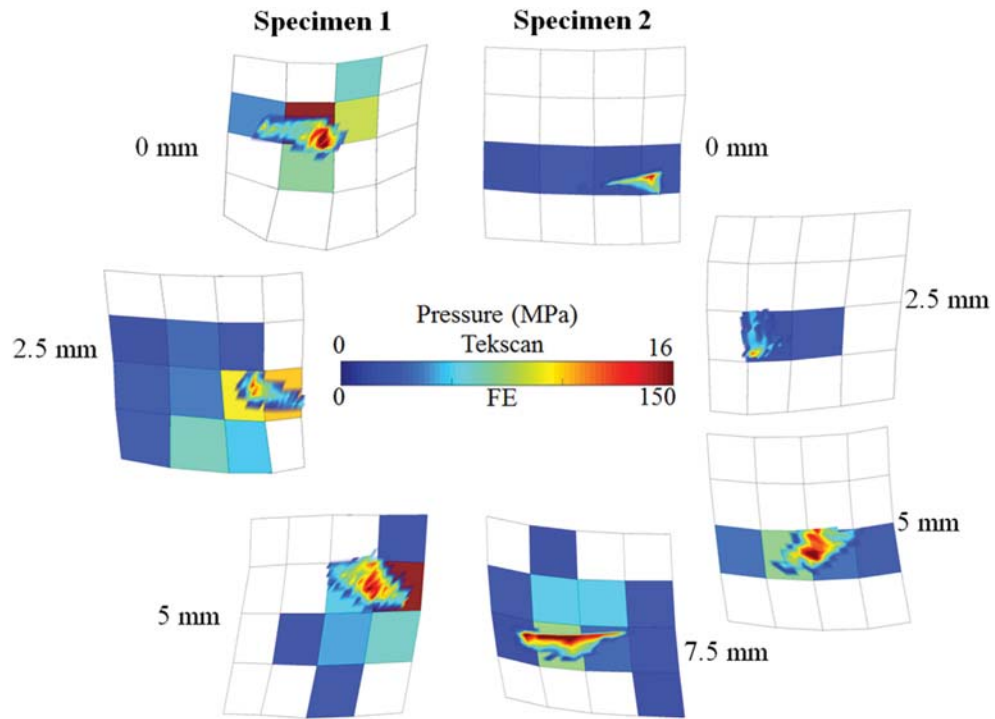 Specimen 1
Specimen 2
0 mm
0 mm
2.5 mm
2.5 mm
Pressure (MPa)
Tekscan
0
16
0
FE
150
5 mm
5 mm
7.5 mm